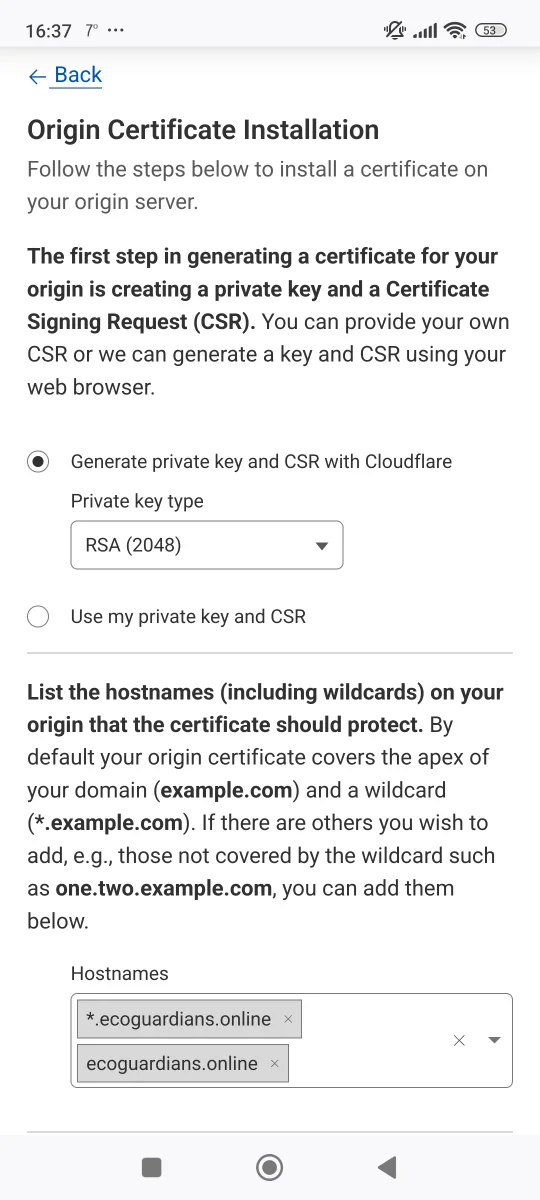 16:37 7° ···
53
← Back
Origin Certificate Installation
Follow the steps below to install a certificate on
your origin server.
The first step in generating a certificate for your
origin is creating a private key and a Certificate
Signing Request (CSR). You can provide your own
CSR or we can generate a key and CSR using your
web browser.
Generate private key and CSR with Cloudflare
Private key type
RSA (2048)
Use my private key and CSR
List the hostnames (including wildcards) on your
origin that the certificate should protect. By
default your origin certificate covers the apex of
your domain (example.com) and a wildcard
(*.example.com). If there are others you wish to
add, e.g., those not covered by the wildcard such
as one.two.example.com, you can add them
below.
Hostnames
*.ecoguardians.online ×
ecoguardians.online ×